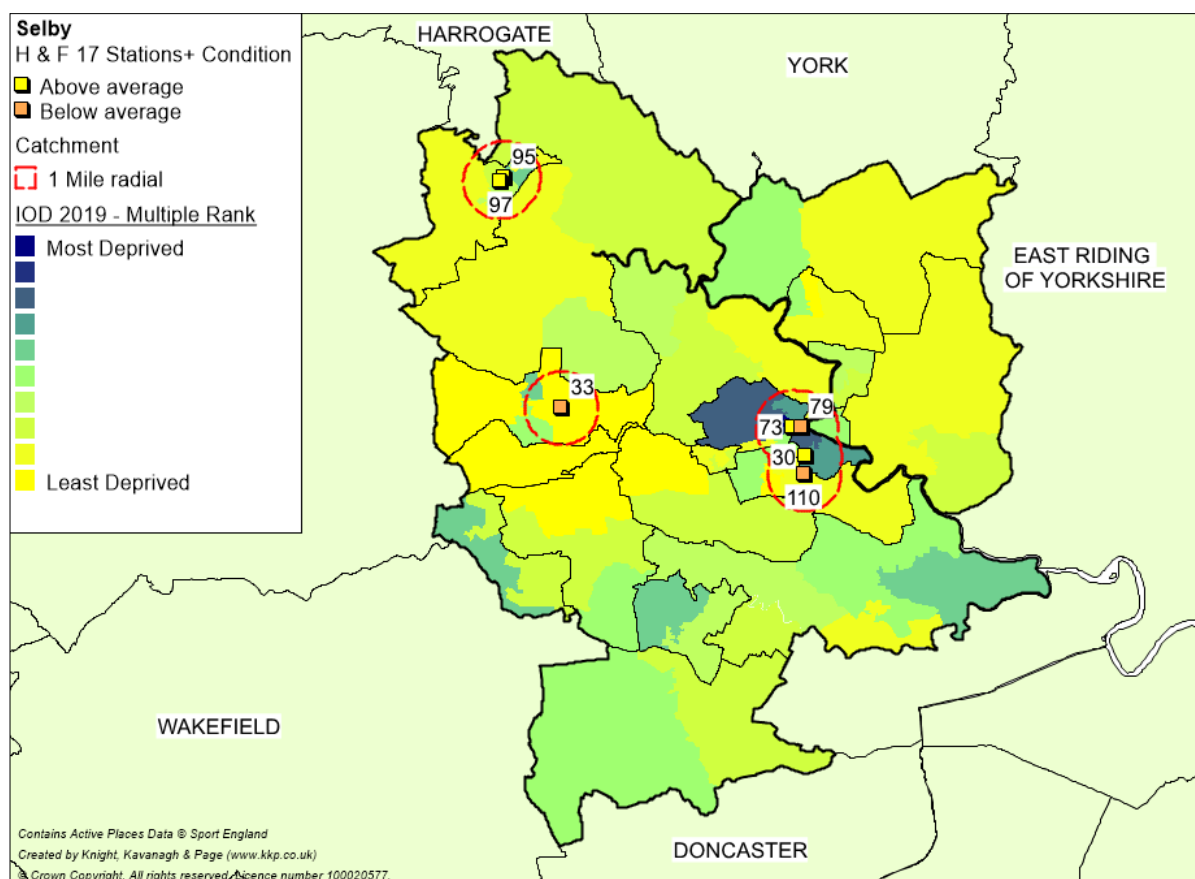 Selby
H & F 17 Stations+ Condition
Above average
Below average
Catchment
1 Mile radial
IOD 2019 - Multiple Rank
Most Deprived
Least Deprived
HARROGATE
YORK
EAST RIDING
OF YORKSHIRE
95
97
33
79
73
30
110
WAKEFIELD
DONCASTER
Contains Active Places Data © Sport England
Created by Knight, Kavanagh & Page (www.kkp.co.uk)
© Crown Copyright. All rights reserved. Licence number 100020577.